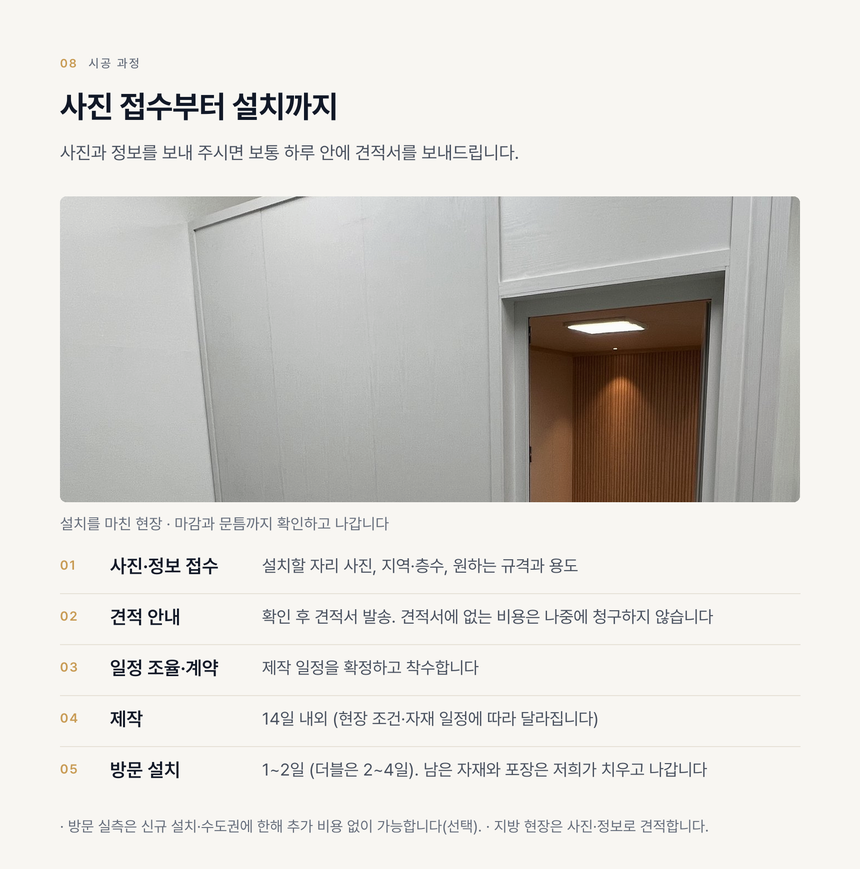 08 시공 과정
사진 접수부터 설치까지
사진과 정보를 보내 주시면 보통 하루 안에 견적서를 보내드립니다.
설치를 마친 현장 · 마감과 문틈까지 확인하고 나갑니다
01 사진·정보 접수 설치할 자리 사진, 지역·층수, 원하는 규격과 용도
02 견적 안내 확인 후 견적서 발송. 견적서에 없는 비용은 나중에 청구하지 않습니다
03 일정 조율·계약 제작 일정을 확정하고 착수합니다
04 제작 14일 내외 (현장 조건·자재 일정에 따라 달라집니다)
05 방문 설치 1~2일 (더블은 2~4일). 남은 자재와 포장은 저희가 치우고 나갑니다
· 방문 실측은 신규 설치·수도권에 한해 추가 비용 없이 가능합니다(선택). · 지방 현장은 사진·정보로 견적합니다.